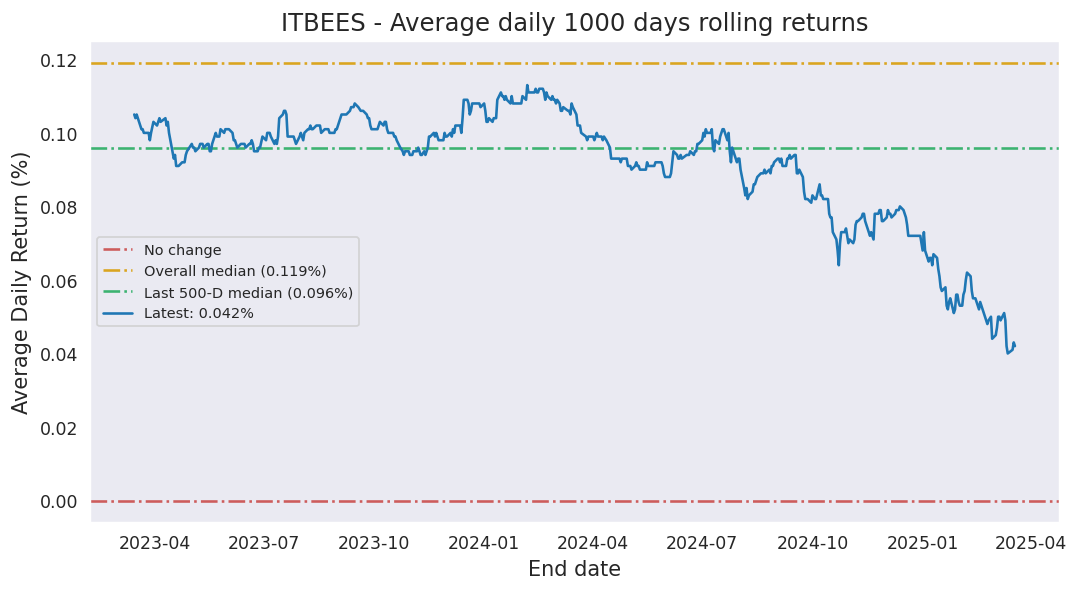 ITBEES - Average daily 1000 days rolling returns
Average Daily Return (%)
0.12
0.10
0.08
0.06
0.04
0.02
0.00
No change
Overall median (0.119%)
Last 500-D median (0.096%)
Latest: 0.042%
2023-04 2023-07 2023-10 2024-01 2024-04 2024-07 2024-10 2025-01 2025-04
End date